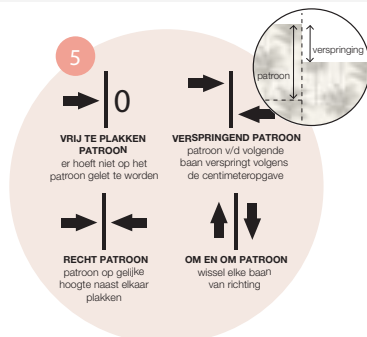 5
patroon
verspringing
0
VRIJ TE PLAKKEN
PATROON
er hoeft niet op het
patroon gelet te worden
VERSPRINGEND PATROON
patroon v/d volgende
baan verspringt volgens
de centimeteropgave
RECHT PATROON
patroon op gelijke
hoogte naast elkaar
plakken
OM EN OM PATROON
wissel elke baan
van richting